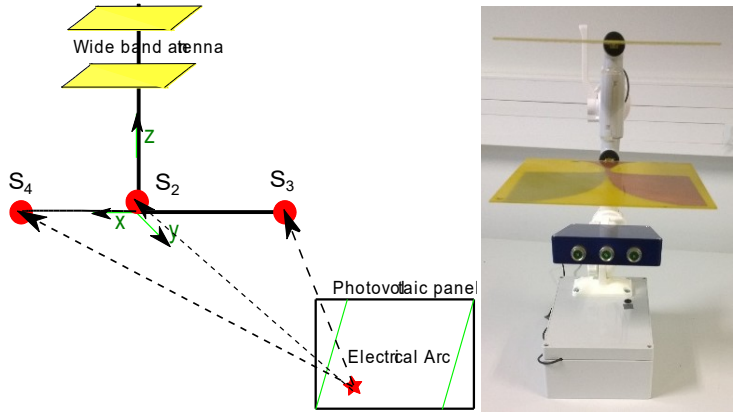 Wide band antenna
z
S2
S4
S3
x
y
Photovoltaic panel
Electrical Arc